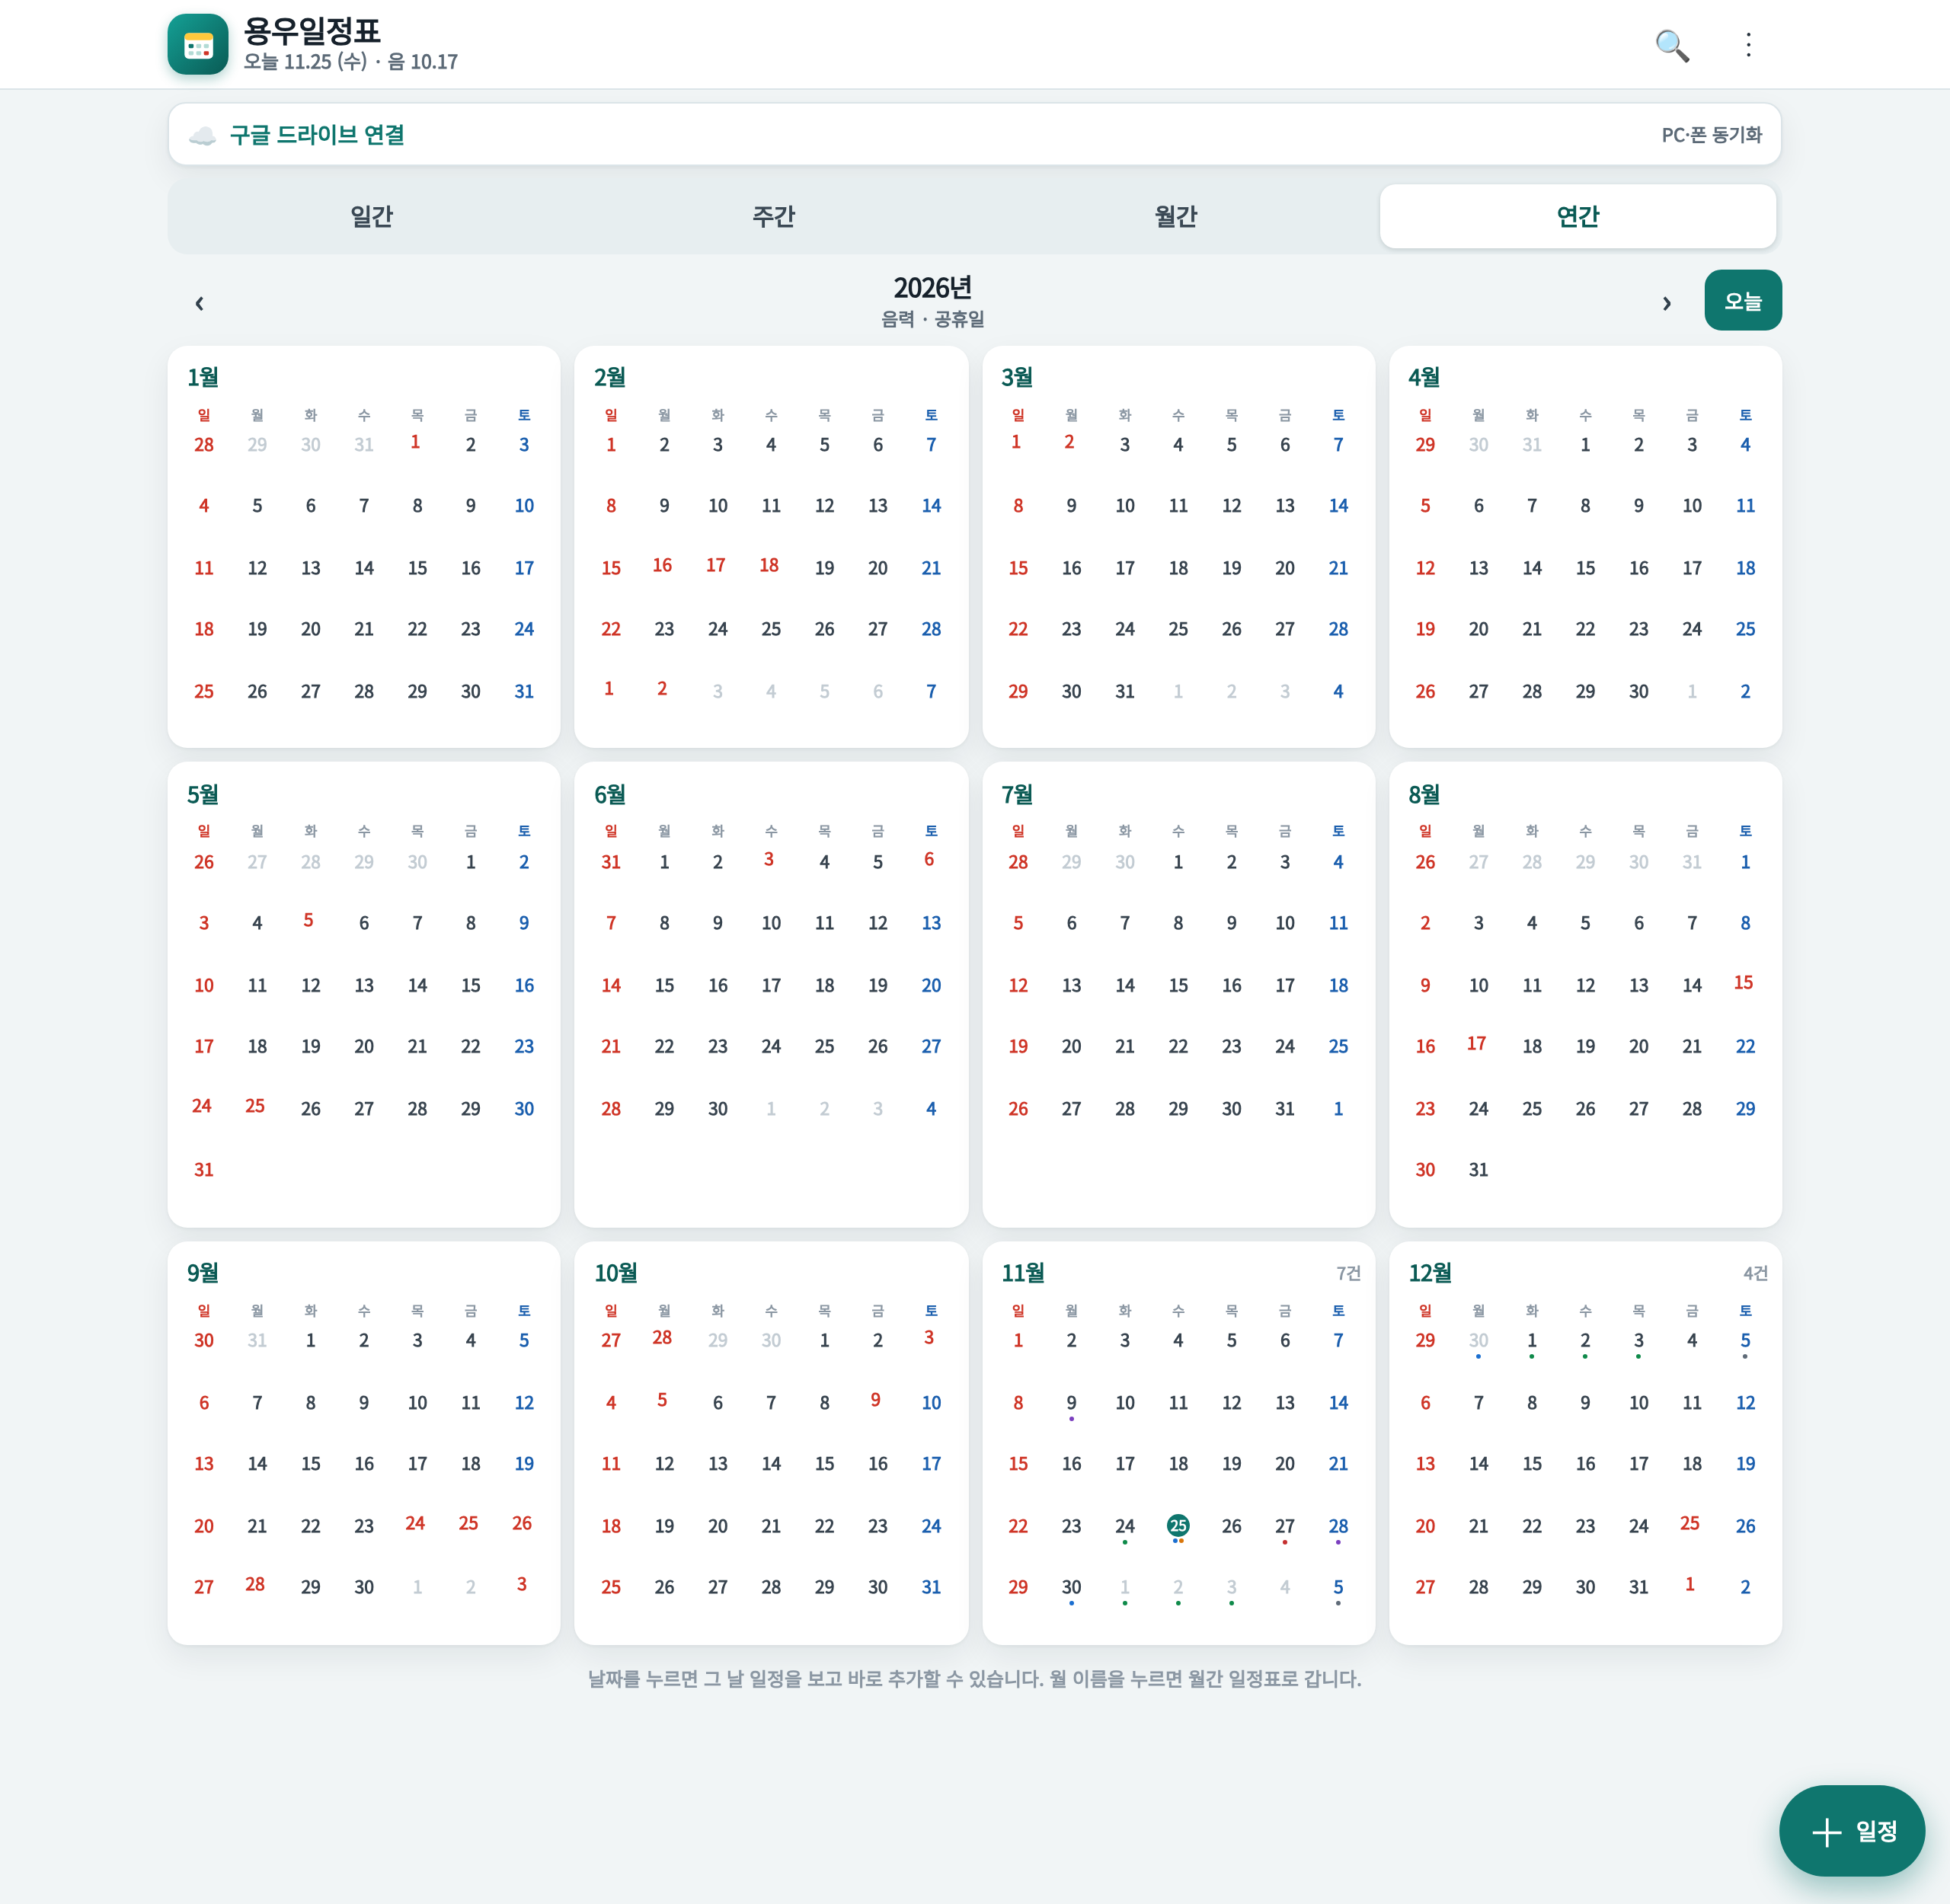 용우일정표
오늘 11.25 (수) · 음 10.17
구글 드라이브 연결
PC·폰 동기화
일간 주간 월간 연간
‹ 2026년 › 오늘
음력 · 공휴일
1월
일 월 화 수 목 금 토
28 29 30 31 1 2 3
4 5 6 7 8 9 10
11 12 13 14 15 16 17
18 19 20 21 22 23 24
25 26 27 28 29 30 31
2월
일 월 화 수 목 금 토
1 2 3 4 5 6 7
8 9 10 11 12 13 14
15 16 17 18 19 20 21
22 23 24 25 26 27 28
1 2 3 4 5 6 7
3월
일 월 화 수 목 금 토
1 2 3 4 5 6 7
8 9 10 11 12 13 14
15 16 17 18 19 20 21
22 23 24 25 26 27 28
29 30 31 1 2 3 4
4월
일 월 화 수 목 금 토
29 30 31 1 2 3 4
5 6 7 8 9 10 11
12 13 14 15 16 17 18
19 20 21 22 23 24 25
26 27 28 29 30 1 2
5월
일 월 화 수 목 금 토
26 27 28 29 30 1 2
3 4 5 6 7 8 9
10 11 12 13 14 15 16
17 18 19 20 21 22 23
24 25 26 27 28 29 30
31
6월
일 월 화 수 목 금 토
31 1 2 3 4 5 6
7 8 9 10 11 12 13
14 15 16 17 18 19 20
21 22 23 24 25 26 27
28 29 30 1 2 3 4
7월
일 월 화 수 목 금 토
28 29 30 1 2 3 4
5 6 7 8 9 10 11
12 13 14 15 16 17 18
19 20 21 22 23 24 25
26 27 28 29 30 31 1
8월
일 월 화 수 목 금 토
26 27 28 29 30 31 1
2 3 4 5 6 7 8
9 10 11 12 13 14 15
16 17 18 19 20 21 22
23 24 25 26 27 28 29
30 31
9월
일 월 화 수 목 금 토
30 31 1 2 3 4 5
6 7 8 9 10 11 12
13 14 15 16 17 18 19
20 21 22 23 24 25 26
27 28 29 30 1 2 3
10월
일 월 화 수 목 금 토
27 28 29 30 1 2 3
4 5 6 7 8 9 10
11 12 13 14 15 16 17
18 19 20 21 22 23 24
25 26 27 28 29 30 31
11월 7건
일 월 화 수 목 금 토
1 2 3 4 5 6 7
8 9 10 11 12 13 14
15 16 17 18 19 20 21
22 23 24 25 26 27 28
29 30 1 2 3 4 5
12월 4건
일 월 화 수 목 금 토
29 30 1 2 3 4 5
6 7 8 9 10 11 12
13 14 15 16 17 18 19
20 21 22 23 24 25 26
27 28 29 30 31 1 2
날짜를 누르면 그 날 일정을 보고 바로 추가할 수 있습니다. 월 이름을 누르면 월간 일정표로 갑니다.
+ 일정